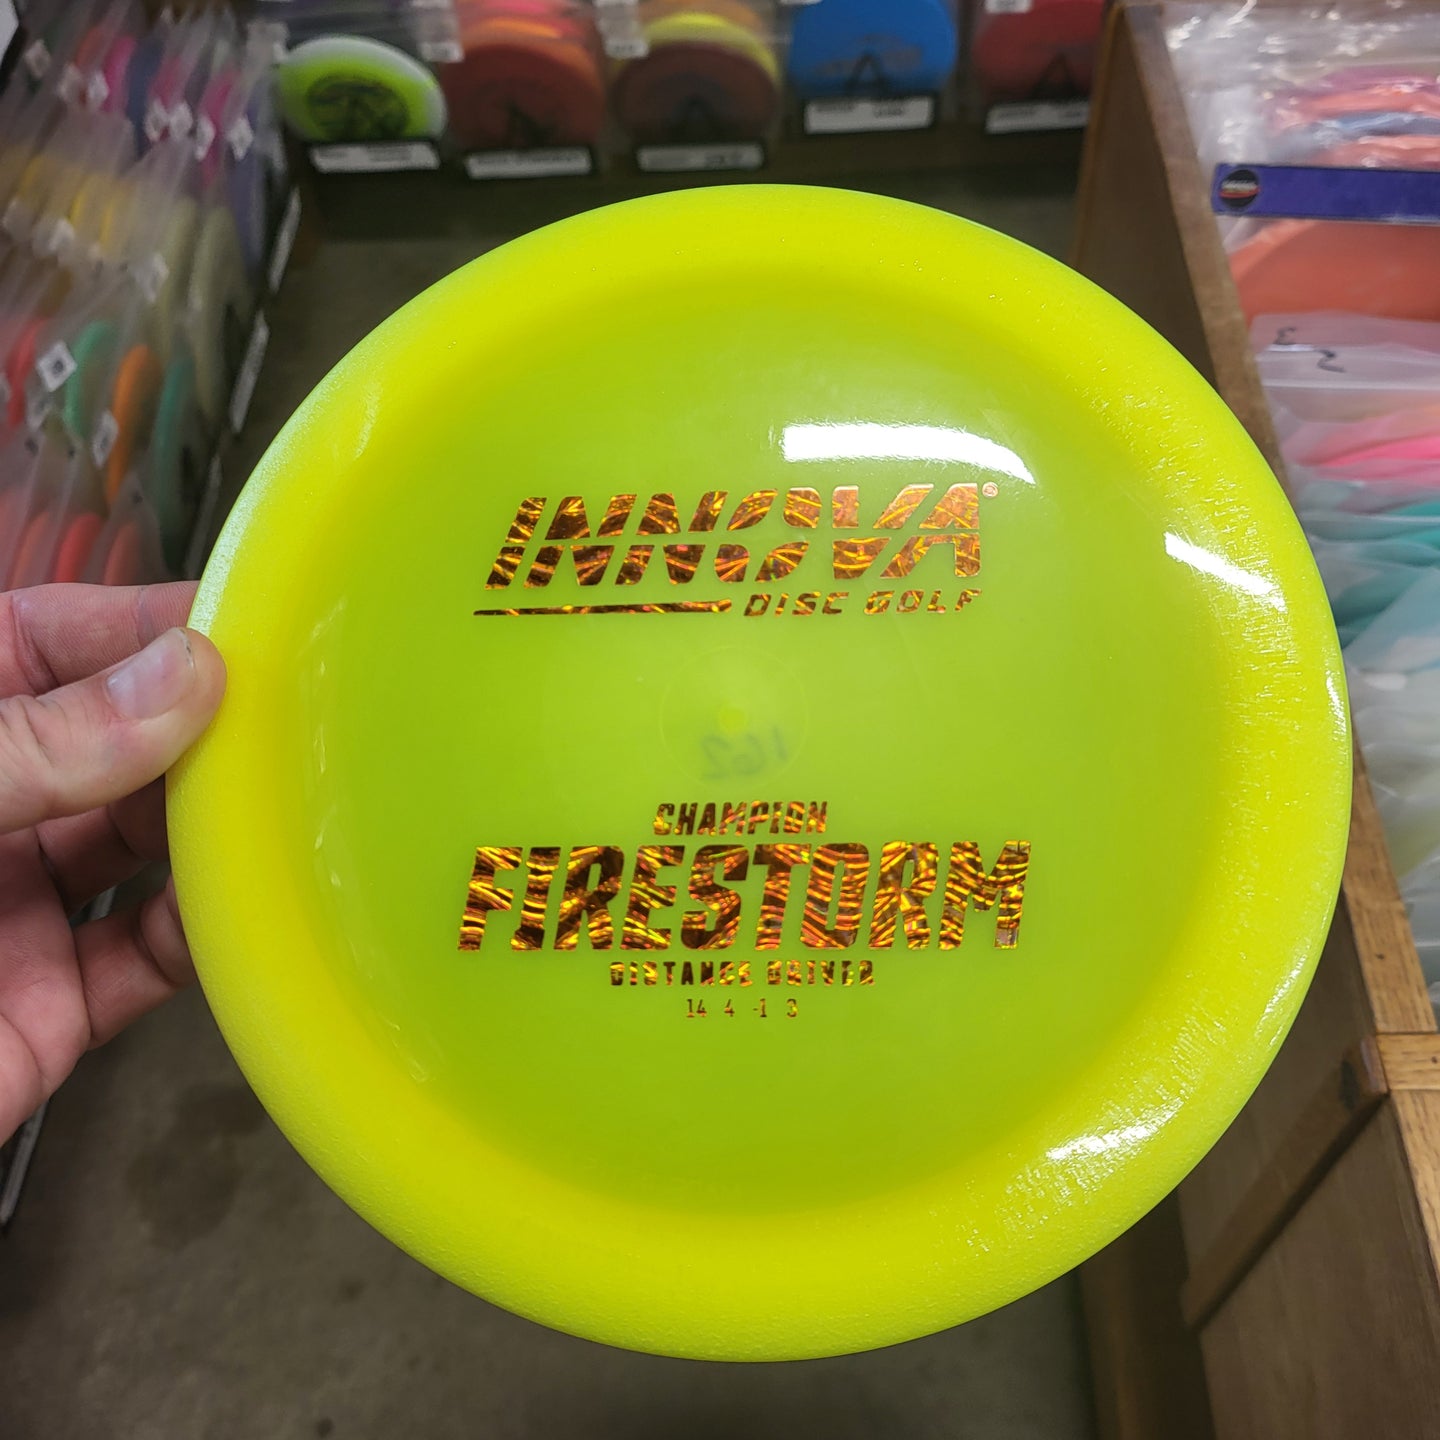 INNOVA®
DISC GOLF
162
CHAMPION
FIRESTORM
DISTANCE DRIVER
14 4 -1 3